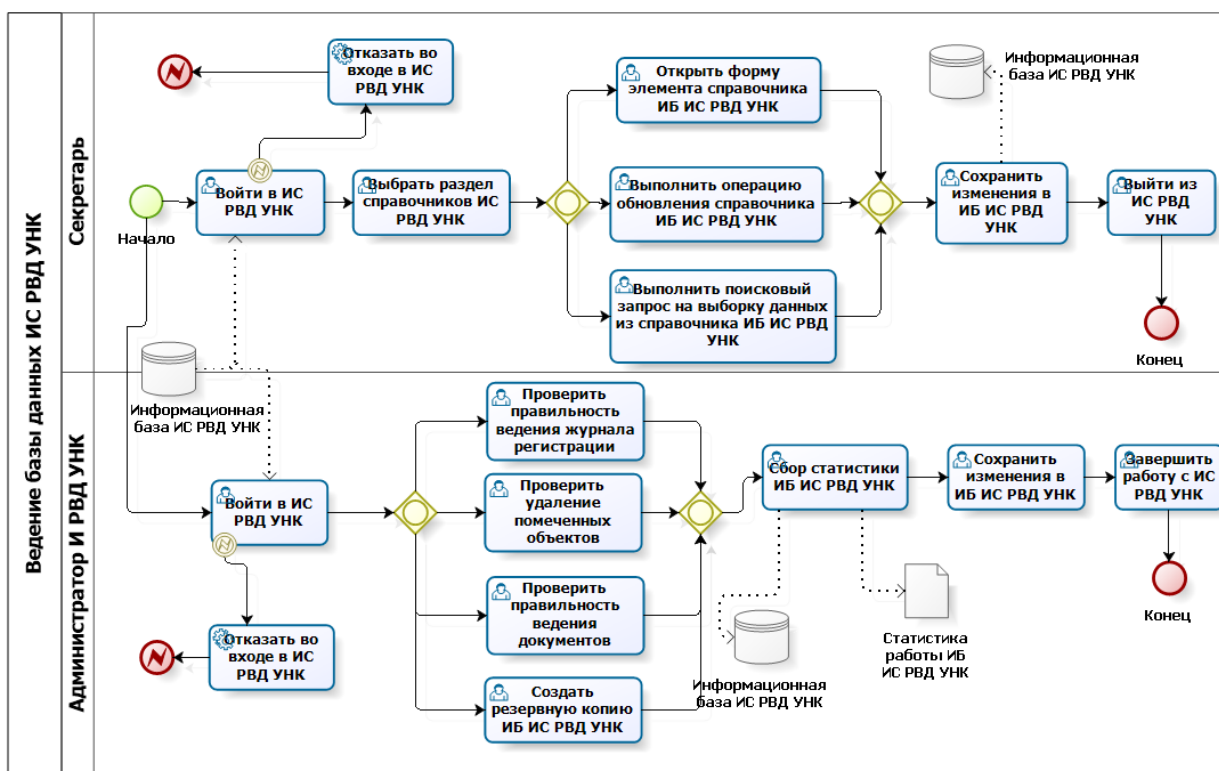 Ведение базы данных ИС РВД УНК
Секретарь
Отказать во
входе в ИС
РВД УНК
Открыть форму
элемента справочника
ИБ ИС РВД УНК
Информационная
база ИС РВД УНК
Начало
Войти в ИС
РВД УНК
Выбрать раздел
справочников ИС
РВД УНК
Выполнить операцию
обновления справочника
ИБ ИС РВД УНК
Сохранить
изменения в
ИБ ИС РВД
УНК
Выйти из
ИС РВД
УНК
Выполнить поисковый
запрос на выборку данных
из справочника ИБ ИС РВД
УНК
Конец
Информационная
база ИС РВД УНК
Администратор И РВД УНК
Проверить
правильность
ведения журнала
регистрации
Войти в ИС
РВД УНК
Проверить
удаление
помеченных
объектов
Сбор статистики
ИБ ИС РВД УНК
Сохранить
изменения в
ИБ ИС РВД УНК
Завершить
работу с ИС
РВД УНК
Проверить
правильность
ведения
документов
Конец
Отказать во
входе в ИС
РВД УНК
Создать
резервную копию
ИБ ИС РВД УНК
Информационная
база ИС РВД УНК
Статистика
работы ИБ
ИС РВД УНК